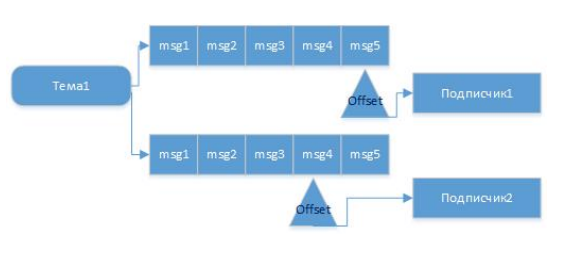 msg1 msg2 msg3 msg4 msg5
Тема1
Offset
Подписчик1
msg1 msg2 msg3 msg4 msg5
Offset
Подписчик2